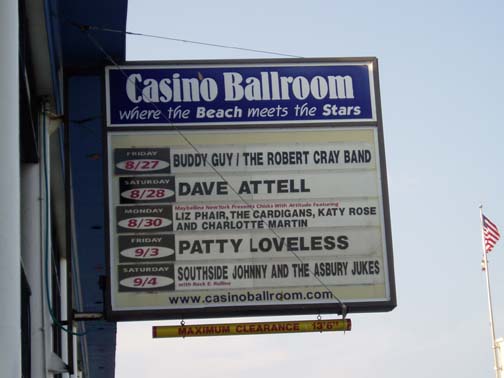 Casino Ballroom
where the Beach meets the Stars
FRIDAY
8/27
BUDDY GUY / THE ROBERT CRAY BAND
SATURDAY
8/28
DAVE ATTELL
MONDAY
8/30
Maybelline NewYork Presents Chicks With Attitude Featuring
LIZ PHAIR, THE CARDIGANS, KATY ROSE
AND CHARLOTTE MARTIN
FRIDAY
9/3
PATTY LOVELESS
SATURDAY
9/4
SOUTHSIDE JOHNNY AND THE ASBURY JUKES
with Rock E. Rollins
www.casinoballroom.com
MAXIMUM CLEARANCE 13'6"